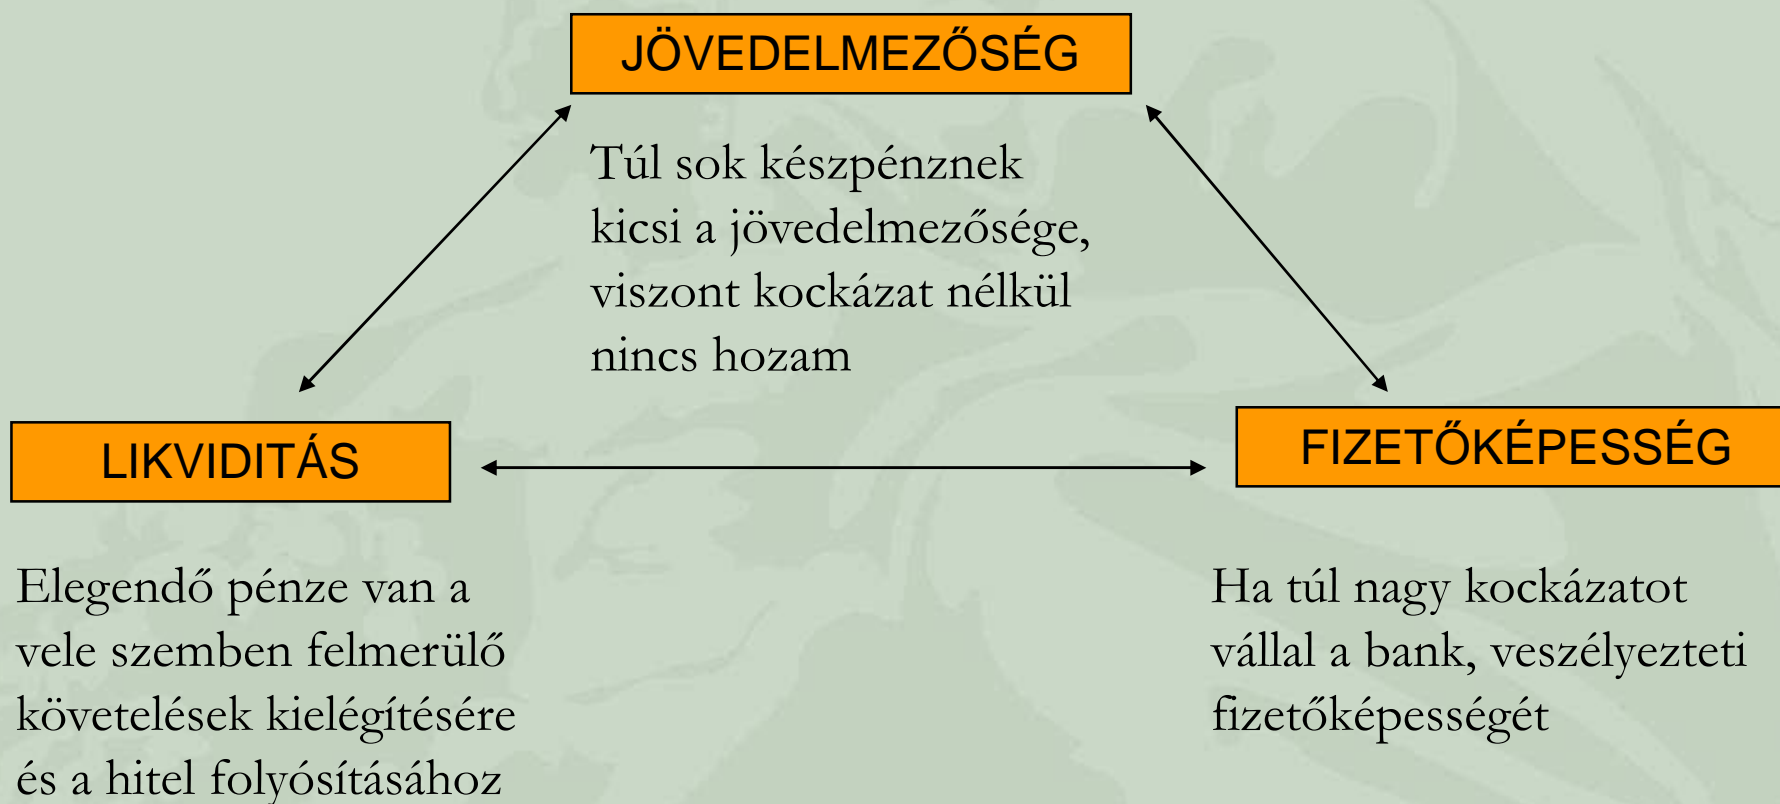 JÖVEDELMEZŐSÉG
Túl sok készpénznek
kicsi a jövedelmezősége,
viszont kockázat nélkül
nincs hozam
LIKVIDITÁS
FIZETŐKÉPESSÉG
Elegendő pénze van a
vele szemben felmerülő
követelések kielégítésére
és a hitel folyósításához
Ha túl nagy kockázatot
vállal a bank, veszélyezteti
fizetőképességét